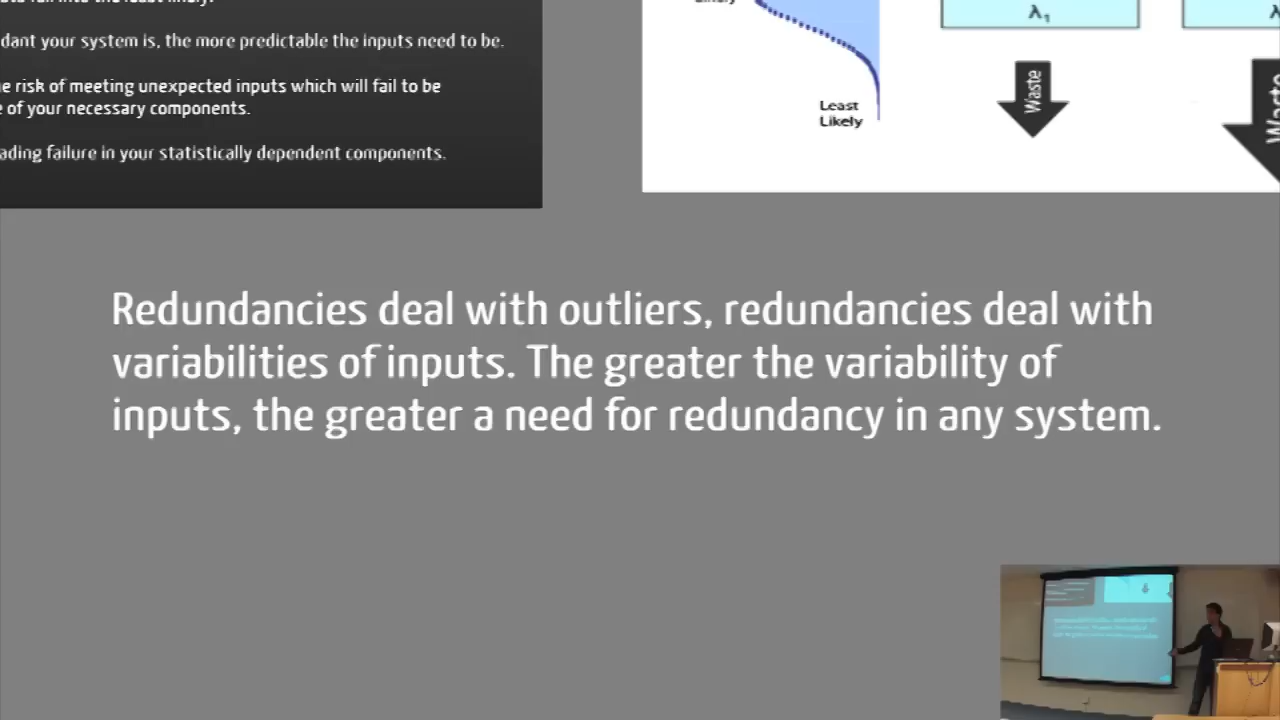 dant your system is, the more predictable the inputs need to be.
e risk of meeting unexpected inputs which will fail to be
of your necessary components.
ading failure in your statistically dependent components.
Likely
λ1
λ
Least
Likely
Waste
Waste
Redundancies deal with outliers, redundancies deal with
variabilities of inputs. The greater the variability of
inputs, the greater a need for redundancy in any system.